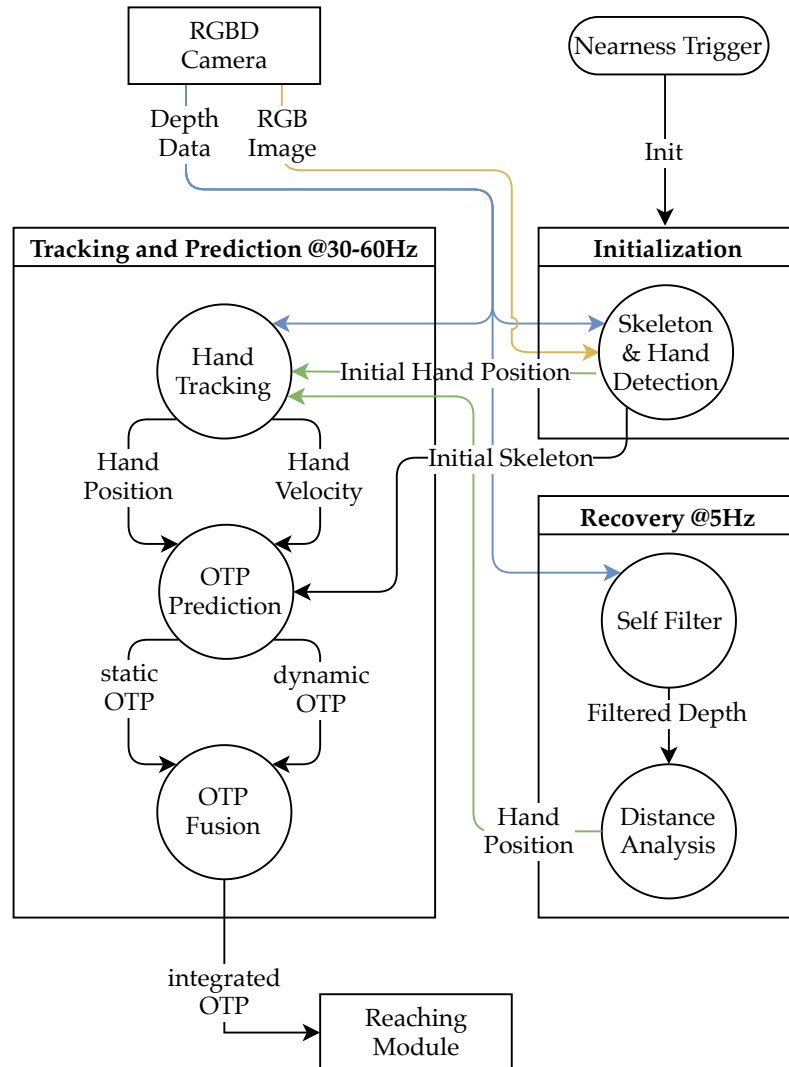 RGBD
Camera
Nearness Trigger
Depth
Data
RGB
Image
Init
Tracking and Prediction @30-60Hz
Initialization
Hand
Tracking
Skeleton
& Hand
Detection
Initial Hand Position
Hand
Position
Hand
Velocity
Initial Skeleton
Recovery @5Hz
OTP
Prediction
Self Filter
static
OTP
dynamic
OTP
Filtered Depth
OTP
Fusion
Hand
Position
Distance
Analysis
integrated
OTP
Reaching
Module